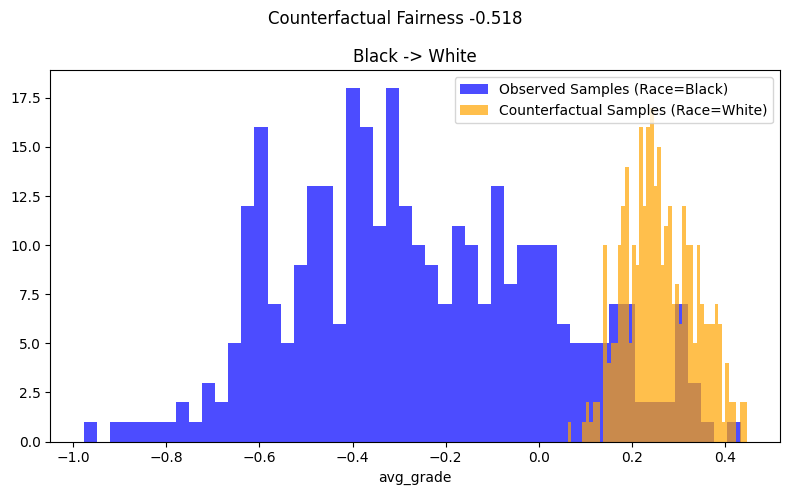 Counterfactual Fairness -0.518
Black -> White
Observed Samples (Race=Black)
Counterfactual Samples (Race=White)
17.5
15.0
12.5
10.0
7.5
5.0
2.5
0.0
−1.0 −0.8 −0.6 −0.4 −0.2 0.0 0.2 0.4
avg_grade